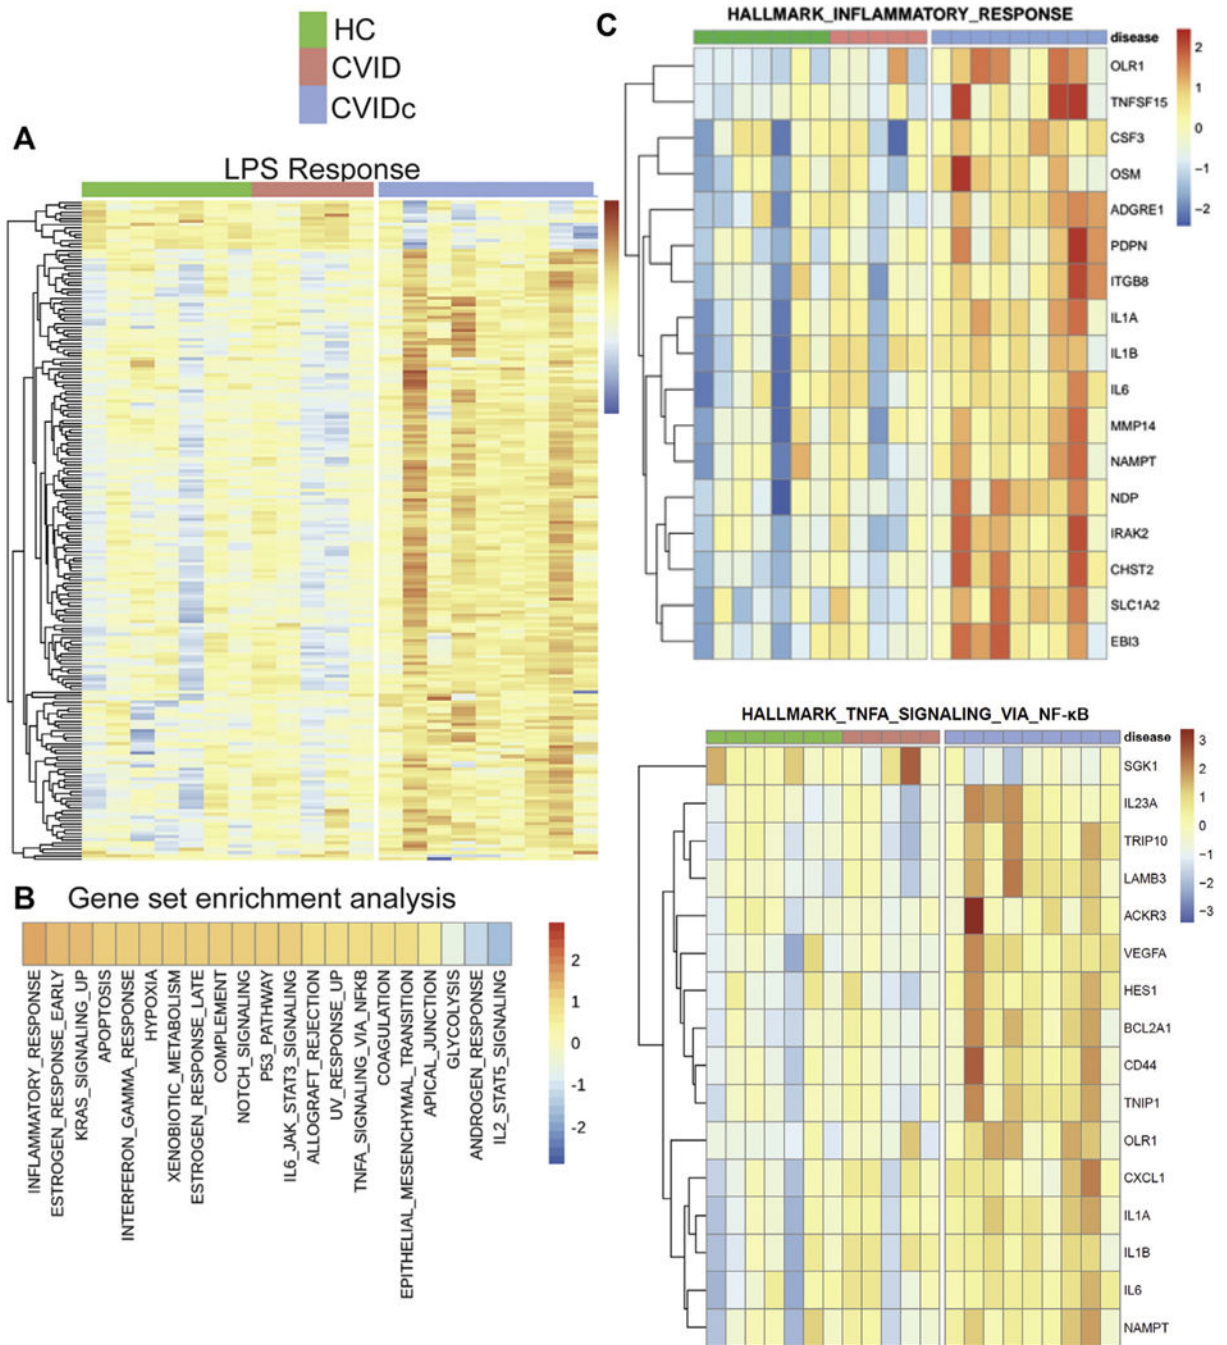 HC
CVID
CVIDc
A
LPS Response
B
Gene set enrichment analysis
2
1
0
-1
-2
INFLAMMATORY_RESPONSE
ESTROGEN_RESPONSE_EARLY
KRAS_SIGNALING_UP
APOPTOSIS
INTERFERON_GAMMA_RESPONSE
HYPOXIA
XENOBIOTIC_METABOLISM
ESTROGEN_RESPONSE_LATE
COMPLEMENT
NOTCH_SIGNALING
P53_PATHWAY
IL6_JAK_STAT3_SIGNALING
ALLOGRAFT_REJECTION
UV_RESPONSE_UP
TNFA_SIGNALING_VIA_NFKB
COAGULATION
EPITHELIAL_MESENCHYMAL_TRANSITION
APICAL_JUNCTION
GLYCOLYSIS
ANDROGEN_RESPONSE
IL2_STAT5_SIGNALING
C
HALLMARK_INFLAMMATORY_RESPONSE
disease
OLR1
TNFSF15
CSF3
OSM
ADGRE1
PDPN
ITGB8
IL1A
IL1B
IL6
MMP14
NAMPT
NDP
IRAK2
CHST2
SLC1A2
EBI3
2
1
0
−1
−2
HALLMARK_TNFA_SIGNALING_VIA_NF-κB
disease
SGK1
IL23A
TRIP10
LAMB3
ACKR3
VEGFA
HES1
BCL2A1
CD44
TNIP1
OLR1
CXCL1
IL1A
IL1B
IL6
NAMPT
3
2
1
0
−1
−2
−3